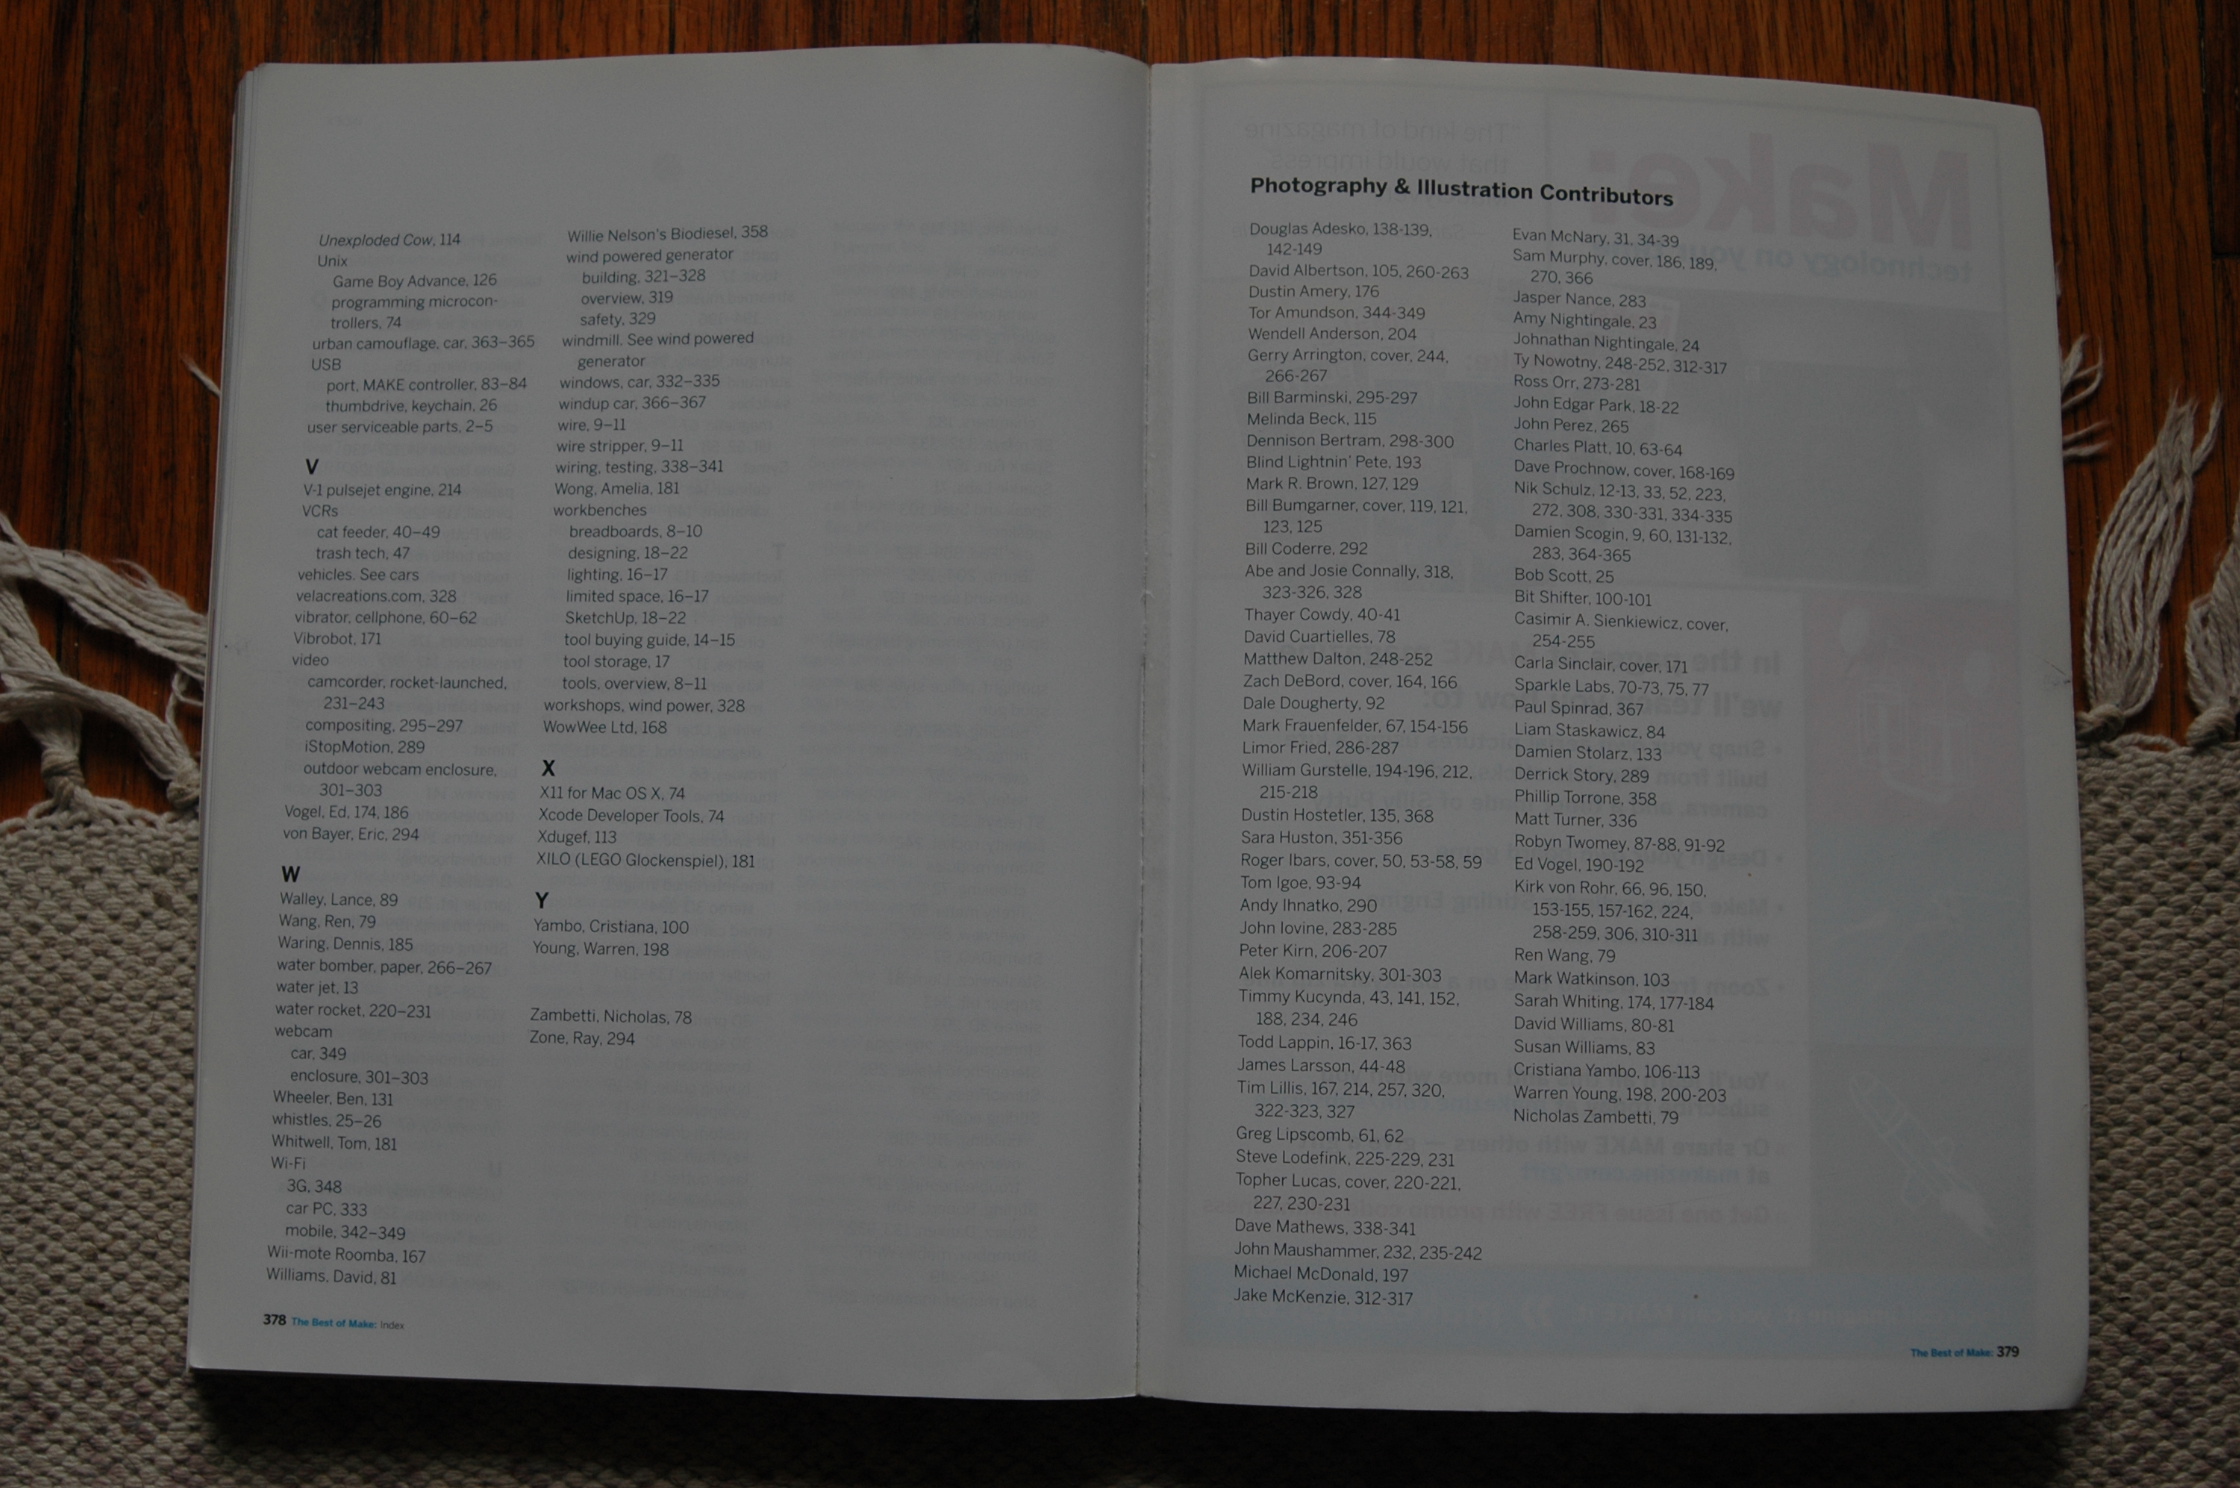 Unexploded Cow, 114
Unix
Game Boy Advance, 126
programming microcon-
trollers, 74
urban camouflage, car, 363–365
USB
port, MAKE controller, 83–84
thumbdrive, keychain, 26
user serviceable parts, 2–5
V
V-1 pulsejet engine, 214
VCRs
cat feeder, 40–49
trash tech, 47
vehicles. See cars
velacreations.com, 328
vibrator, cellphone, 60–62
Vibrobot, 171
video
camcorder, rocket-launched,
231–243
compositing, 295–297
iStopMotion, 289
outdoor webcam enclosure,
301–303
Vogel, Ed, 174, 186
von Bayer, Eric, 294
W
Walley, Lance, 89
Wang, Ren, 79
Waring, Dennis, 185
water bomber, paper, 266–267
water jet, 13
water rocket, 220–231
webcam
car, 349
enclosure, 301–303
Wheeler, Ben, 131
whistles, 25–26
Whitwell, Tom, 181
Wi-Fi
3G, 348
car PC, 333
mobile, 342–349
Wii-mote Roomba, 167
Williams, David, 81
Willie Nelson's Biodiesel, 358
wind powered generator
building, 321–328
overview, 319
safety, 329
windmill. See wind powered
generator
windows, car, 332–335
windup car, 366–367
wire, 9–11
wire stripper, 9–11
wiring, testing, 338–341
Wong, Amelia, 181
workbenches
breadboards, 8–10
designing, 18–22
lighting, 16–17
limited space, 16–17
SketchUp, 18–22
tool buying guide, 14–15
tool storage, 17
tools, overview, 8–11
workshops, wind power, 328
WowWee Ltd, 168
X
X11 for Mac OS X, 74
Xcode Developer Tools, 74
Xdugef, 113
XILO (LEGO Glockenspiel), 181
Y
Yambo, Cristiana, 100
Young, Warren, 198
Zambetti, Nicholas, 78
Zone, Ray, 294
378 The Best of Make: Index
Photography & Illustration Contributors
Douglas Adesko, 138-139,
142-149
David Albertson, 105, 260-263
Dustin Amery, 176
Tor Amundson, 344-349
Wendell Anderson, 204
Gerry Arrington, cover, 244,
266-267
Bill Barminski, 295-297
Melinda Beck, 115
Dennison Bertram, 298-300
Blind Lightnin' Pete, 193
Mark R. Brown, 127, 129
Bill Bumgarner, cover, 119, 121,
123, 125
Bill Coderre, 292
Abe and Josie Connally, 318,
323-326, 328
Thayer Cowdy, 40-41
David Cuartielles, 78
Matthew Dalton, 248-252
Zach DeBord, cover, 164, 166
Dale Dougherty, 92
Mark Frauenfelder, 67, 154-156
Limor Fried, 286-287
William Gurstelle, 194-196, 212,
215-218
Dustin Hostetler, 135, 368
Sara Huston, 351-356
Roger Ibars, cover, 50, 53-58, 59
Tom Igoe, 93-94
Andy Ihnatko, 290
John Iovine, 283-285
Peter Kirn, 206-207
Alek Komarnitsky, 301-303
Timmy Kucynda, 43, 141, 152,
188, 234, 246
Todd Lappin, 16-17, 363
James Larsson, 44-48
Tim Lillis, 167, 214, 257, 320,
322-323, 327
Greg Lipscomb, 61, 62
Steve Lodefink, 225-229, 231
Topher Lucas, cover, 220-221,
227, 230-231
Dave Mathews, 338-341
John Maushammer, 232, 235-242
Michael McDonald, 197
Jake McKenzie, 312-317
Evan McNary, 31, 34-39
Sam Murphy, cover, 186, 189,
270, 366
Jasper Nance, 283
Amy Nightingale, 23
Johnathan Nightingale, 24
Ty Nowotny, 248-252, 312-317
Ross Orr, 273-281
John Edgar Park, 18-22
John Perez, 265
Charles Platt, 10, 63-64
Dave Prochnow, cover, 168-169
Nik Schulz, 12-13, 33, 52, 223,
272, 308, 330-331, 334-335
Damien Scogin, 9, 60, 131-132,
283, 364-365
Bob Scott, 25
Bit Shifter, 100-101
Casimir A. Sienkiewicz, cover,
254-255
Carla Sinclair, cover, 171
Sparkle Labs, 70-73, 75, 77
Paul Spinrad, 367
Liam Staskawicz, 84
Damien Stolarz, 133
Derrick Story, 289
Phillip Torrone, 358
Matt Turner, 336
Robyn Twomey, 87-88, 91-92
Ed Vogel, 190-192
Kirk von Rohr, 66, 96, 150,
153-155, 157-162, 224,
258-259, 306, 310-311
Ren Wang, 79
Mark Watkinson, 103
Sarah Whiting, 174, 177-184
David Williams, 80-81
Susan Williams, 83
Cristiana Yambo, 106-113
Warren Young, 198, 200-203
Nicholas Zambetti, 79
The Best of Make: 379